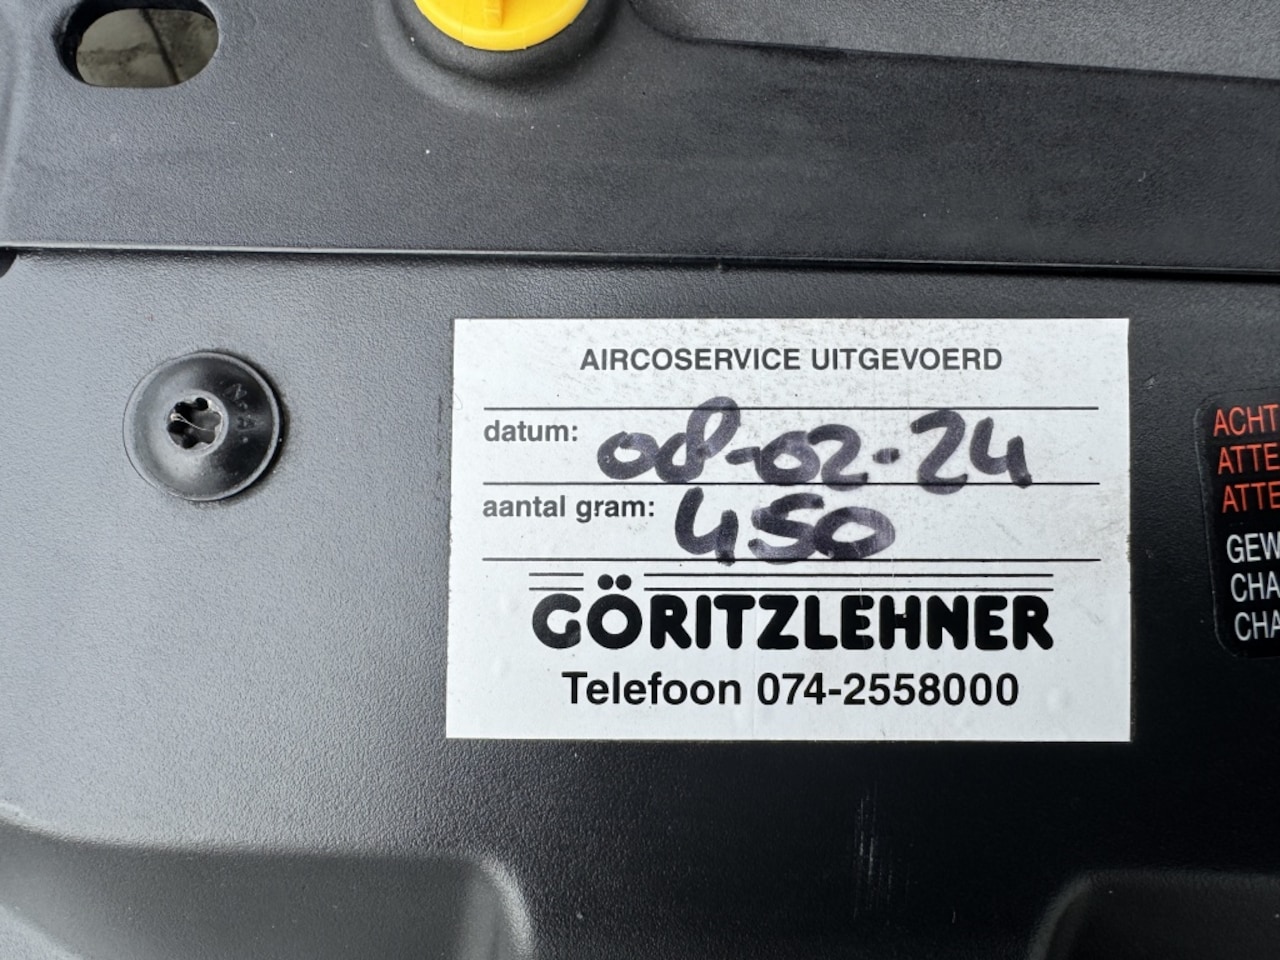 AIRCOSERVICE UITGEVOERD
datum: 08-02-24
aantal gram: 450
GÖRITZLEHNER
Telefoon 074-2558000
ACHT
ATTE
ATTE
GEW
CHA
CHA